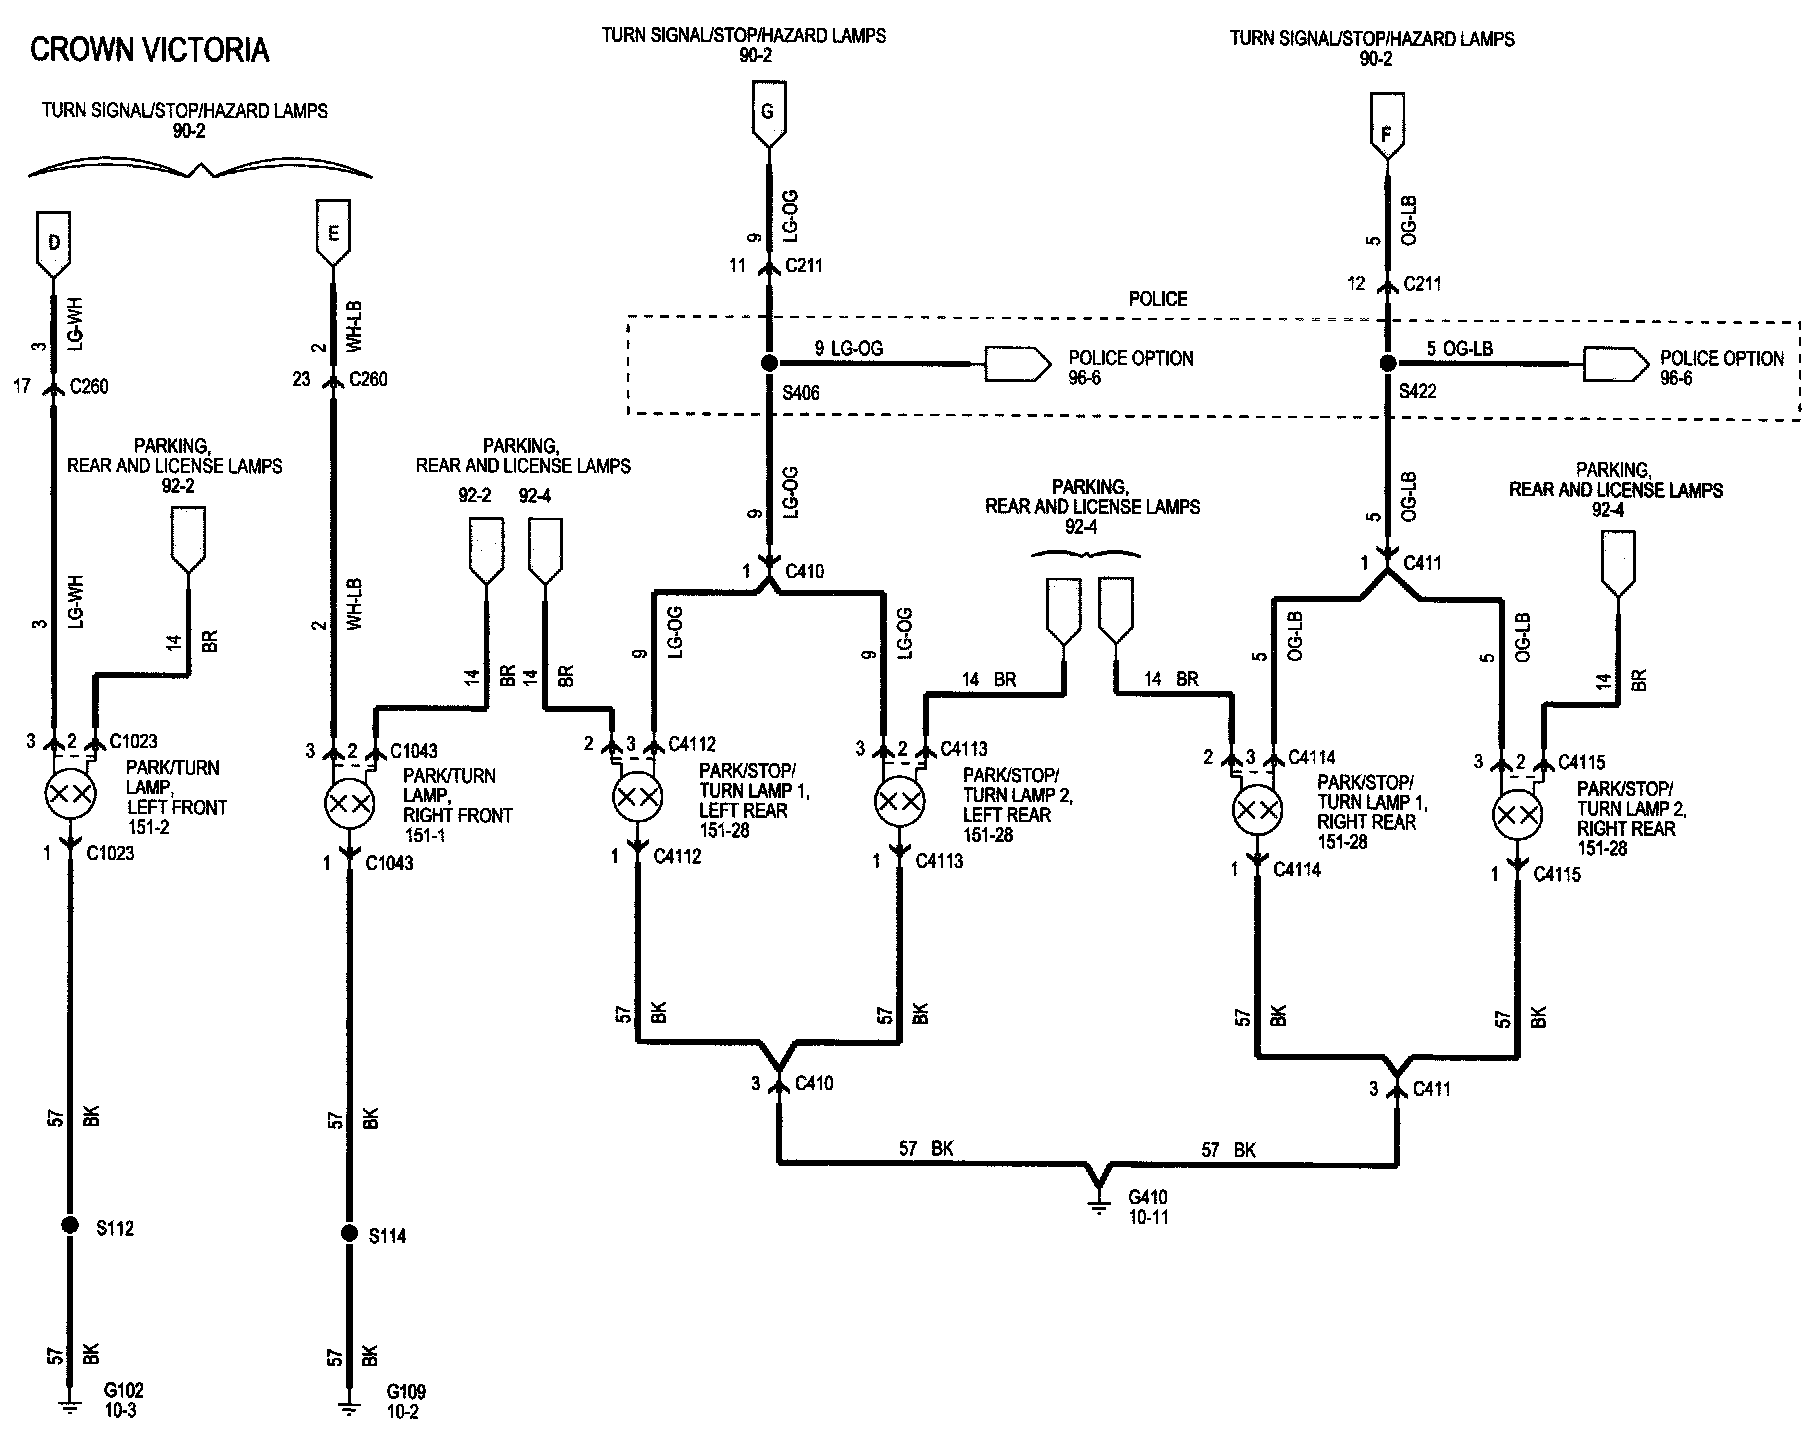 CROWN VICTORIA
TURN SIGNAL/STOP/HAZARD LAMPS
90-2
TURN SIGNAL/STOP/HAZARD LAMPS
90-2
TURN SIGNAL/STOP/HAZARD LAMPS
90-2
D
E
G
F
3 LG-WH
2 WH-LB
9 LG-OG
5 OG-LB
17 C260
23 C260
11 C211
12 C211
POLICE
9 LG-OG
POLICE OPTION
96-6
S406
5 OG-LB
POLICE OPTION
96-6
S422
PARKING,
REAR AND LICENSE LAMPS
92-2
PARKING,
REAR AND LICENSE LAMPS
92-2 92-4
PARKING,
REAR AND LICENSE LAMPS
92-4
PARKING,
REAR AND LICENSE LAMPS
92-4
9 LG-OG
5 OG-LB
1 C410
1 C411
3 LG-WH
14 BR
2 WH-LB
14 BR
14 BR
9 LG-OG
9 LG-OG
14 BR
14 BR
5 OG-LB
5 OG-LB
14 BR
3 2 C1023
PARK/TURN
LAMP,
LEFT FRONT
151-2
1 C1023
3 2 C1043
PARK/TURN
LAMP,
RIGHT FRONT
151-1
1 C1043
2 3 C4112
PARK/STOP/
TURN LAMP 1,
LEFT REAR
151-28
1 C4112
3 2 C4113
PARK/STOP/
TURN LAMP 2,
LEFT REAR
151-28
1 C4113
2 3 C4114
PARK/STOP/
TURN LAMP 1,
RIGHT REAR
151-28
1 C4114
3 2 C4115
PARK/STOP/
TURN LAMP 2,
RIGHT REAR
151-28
1 C4115
57 BK
57 BK
57 BK
57 BK
3 C410
3 C411
57 BK
57 BK
57 BK
57 BK
G410
10-11
S112
S114
57 BK
57 BK
G102
10-3
G109
10-2